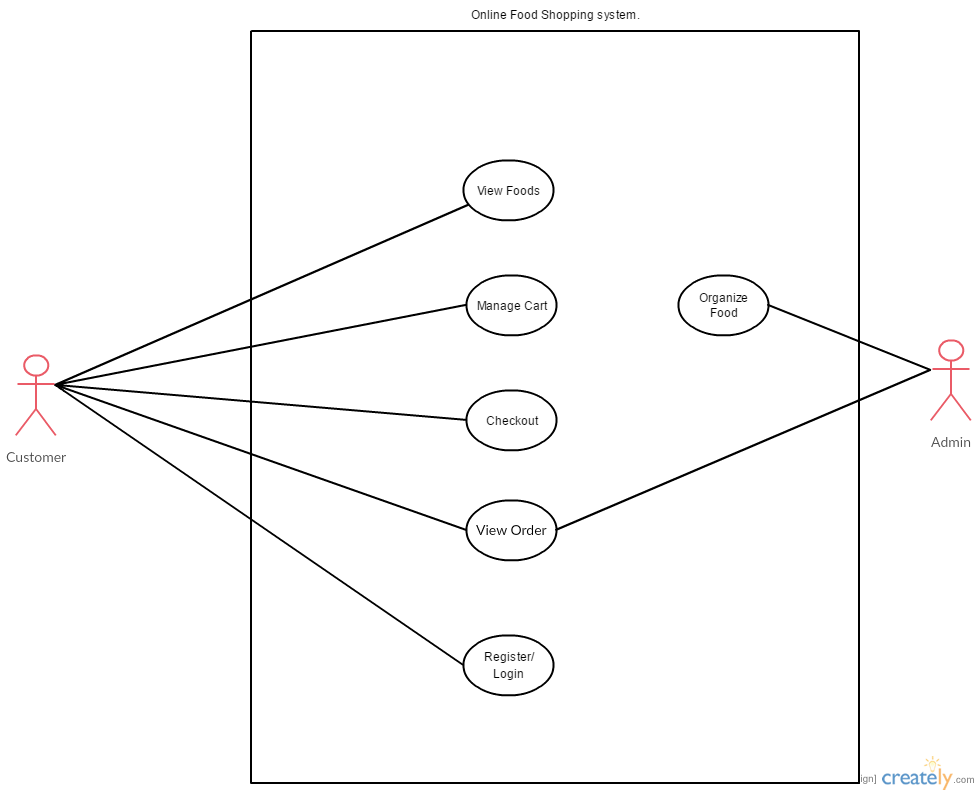 Online Food Shopping system.
View Foods
Manage Cart
Organize
Food
Checkout
Customer
Admin
View Order
Register/
Login
ign]
creately.com